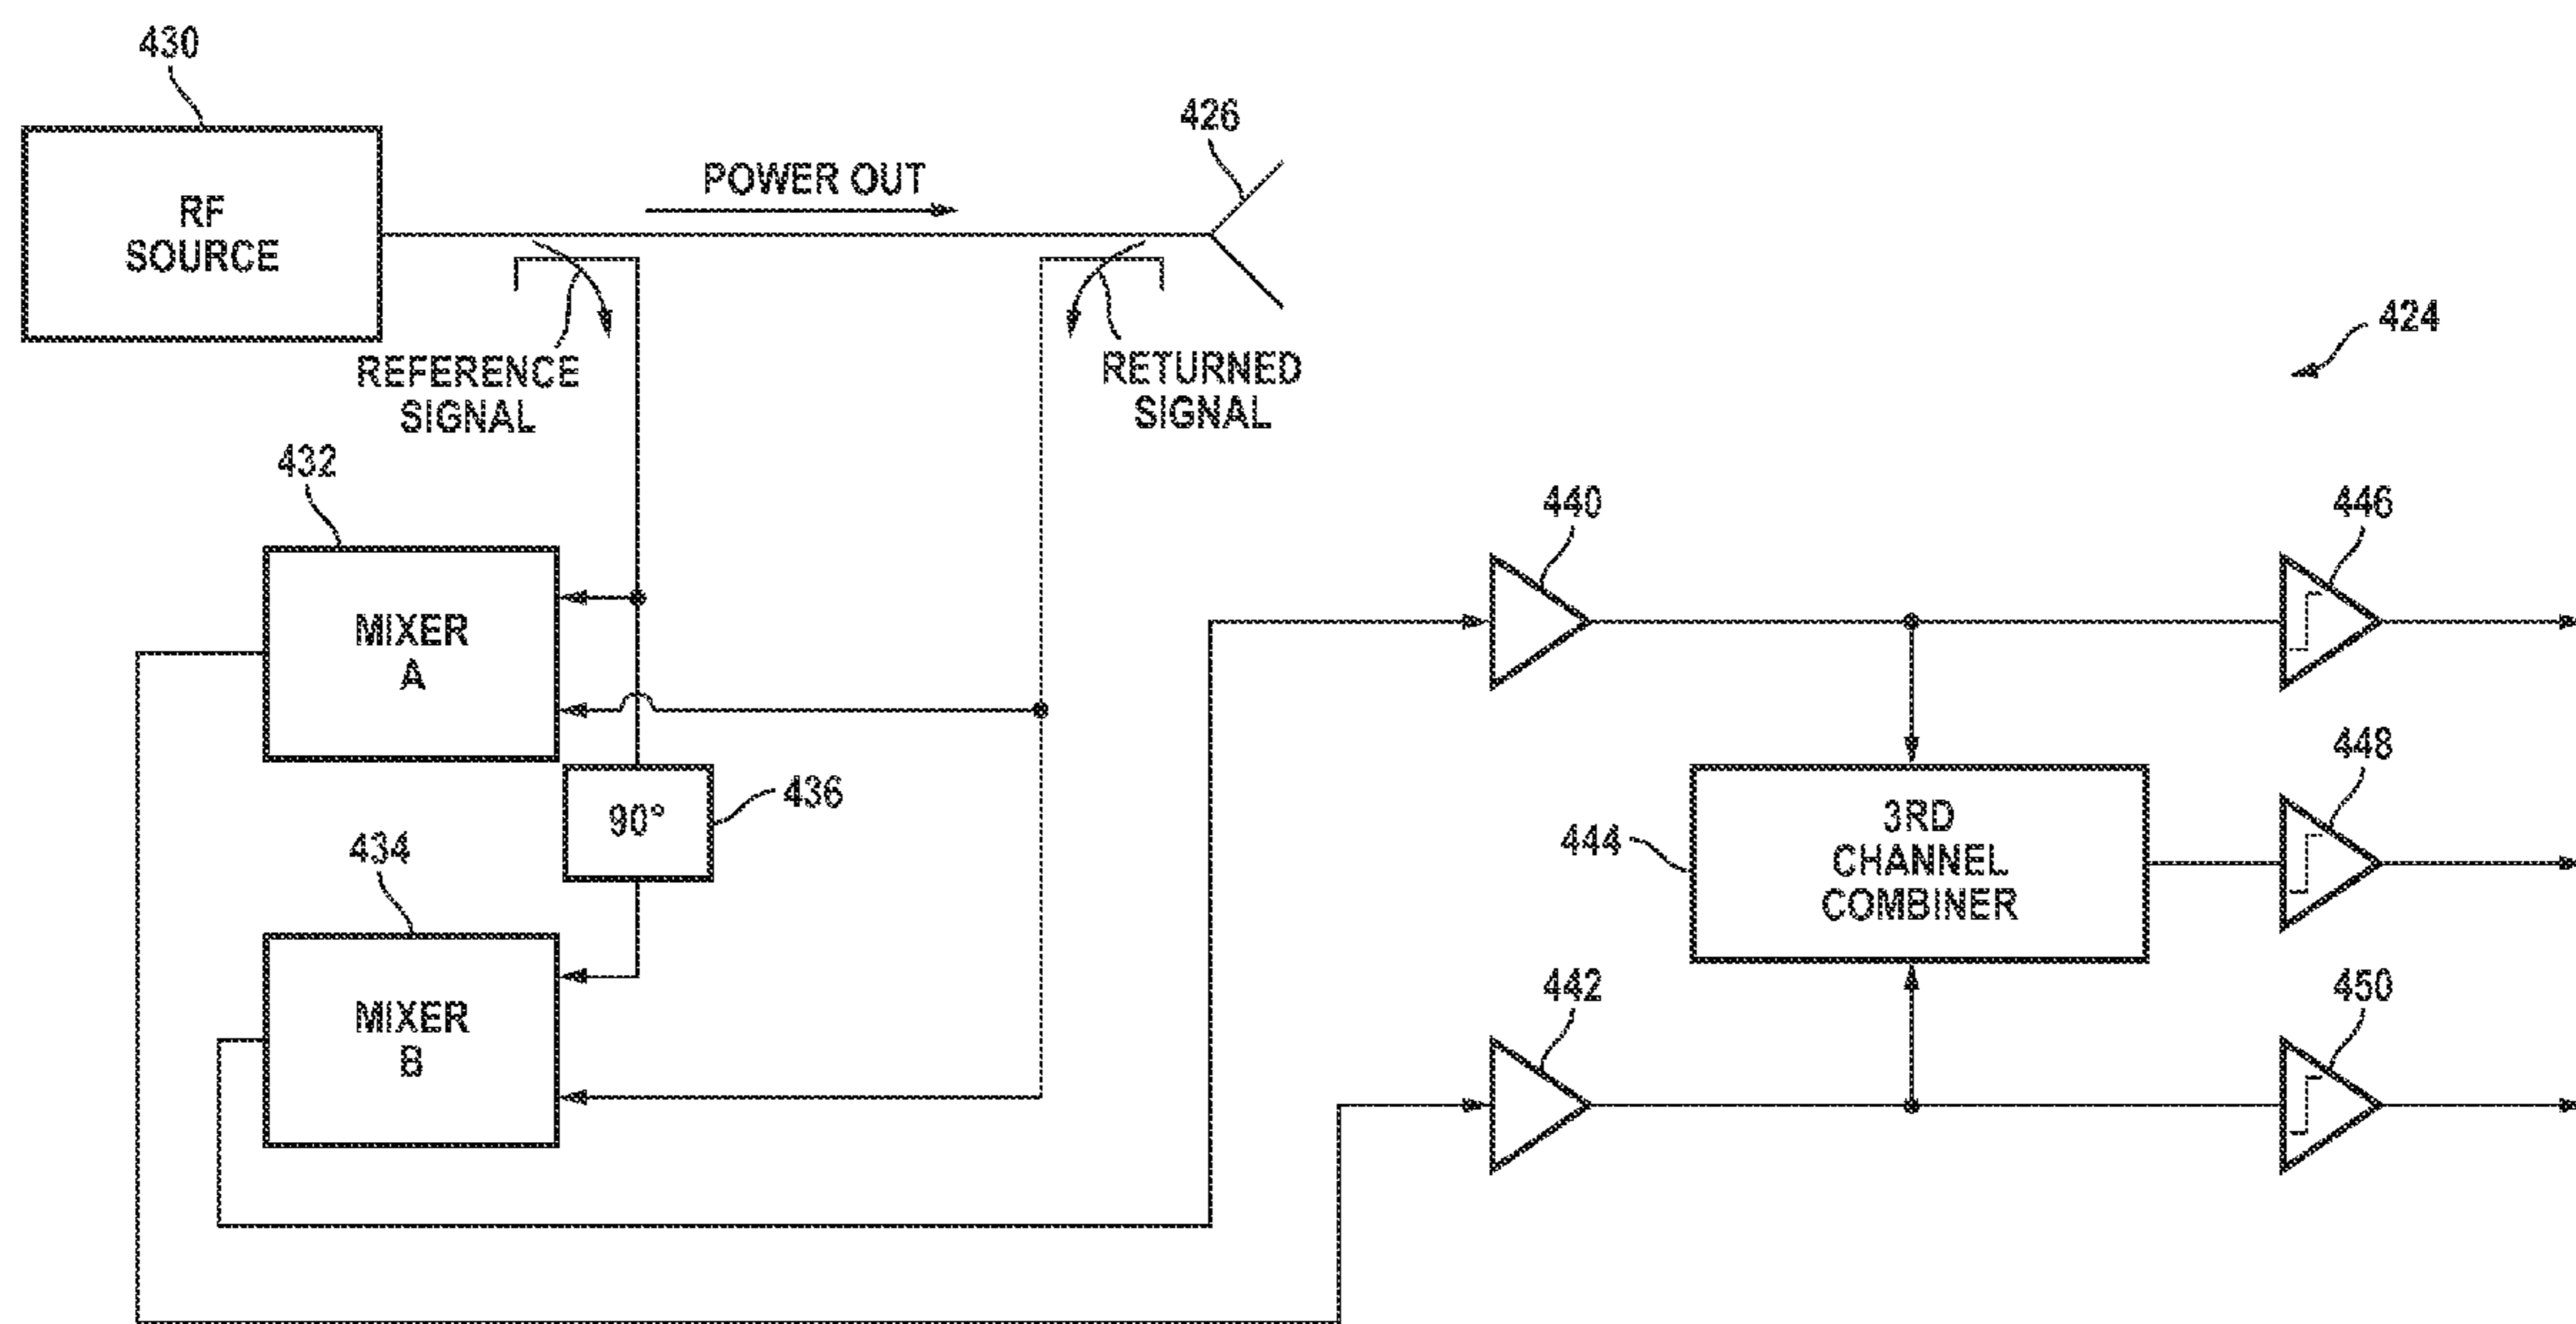 430
RF
SOURCE
POWER OUT
426
REFERENCE
SIGNAL
RETURNED
SIGNAL
424
432
MIXER
A
440
446
90°
436
434
MIXER
B
444
3RD
CHANNEL
COMBINER
448
442
450